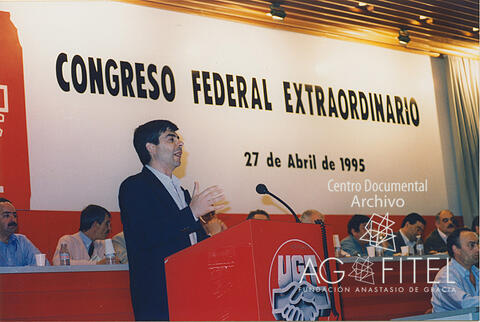 CONGRESO FEDERAL EXTRAORDINARIO
27 de Abril de 1995
Centro Documental
Archivo
UGT
AGFITEL
FUNDACIÓN ANASTASIO DE GRACIA